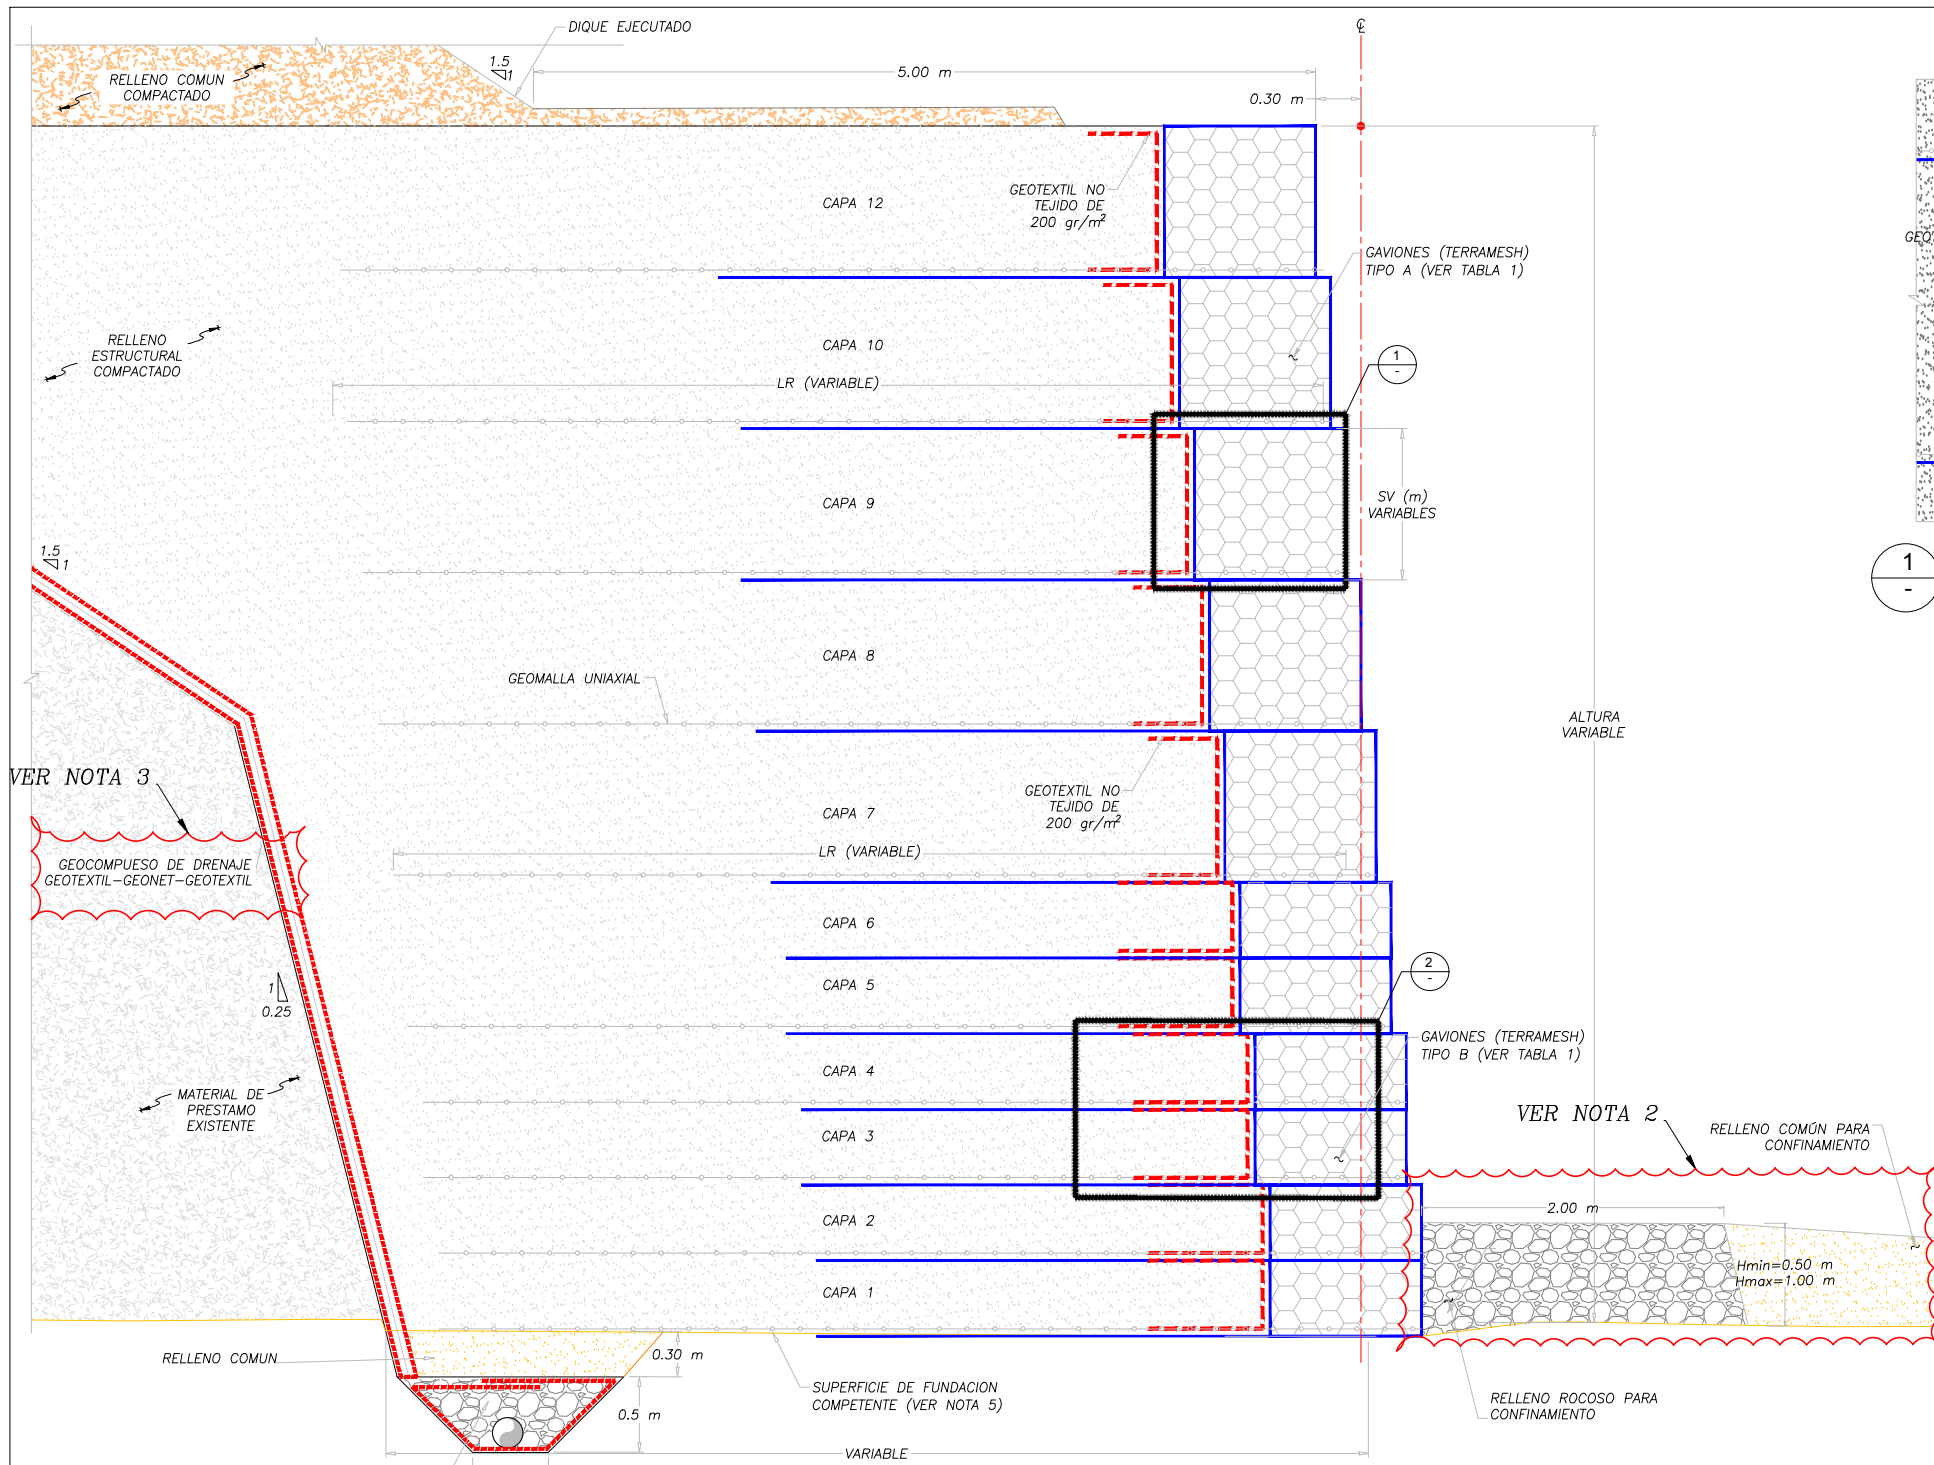 DIQUE EJECUTADO
RELLENO COMUN
COMPACTADO
1.5
1
5.00 m
0.30 m
GEOTEXTIL NO
TEJIDO DE
200 gr/m²
CAPA 12
GAVIONES (TERRAMESH)
TIPO A (VER TABLA 1)
RELLENO
ESTRUCTURAL
COMPACTADO
CAPA 10
LR (VARIABLE)
1
-
CAPA 9
SV (m)
VARIABLES
1.5
1
1
-
CAPA 8
GEOMALLA UNIAXIAL
ALTURA
VARIABLE
VER NOTA 3
GEOTEXTIL NO
TEJIDO DE
200 gr/m²
CAPA 7
LR (VARIABLE)
GEOCOMPUESO DE DRENAJE
GEOTEXTIL-GEONET-GEOTEXTIL
CAPA 6
2
-
CAPA 5
1
0.25
GAVIONES (TERRAMESH)
TIPO B (VER TABLA 1)
CAPA 4
MATERIAL DE
PRESTAMO
EXISTENTE
CAPA 3
VER NOTA 2
RELLENO COMÚN PARA
CONFINAMIENTO
CAPA 2
2.00 m
Hmin=0.50 m
Hmax=1.00 m
CAPA 1
RELLENO COMUN
0.30 m
SUPERFICIE DE FUNDACION
COMPETENTE (VER NOTA 5)
RELLENO ROCOSO PARA
CONFINAMIENTO
0.5 m
VARIABLE